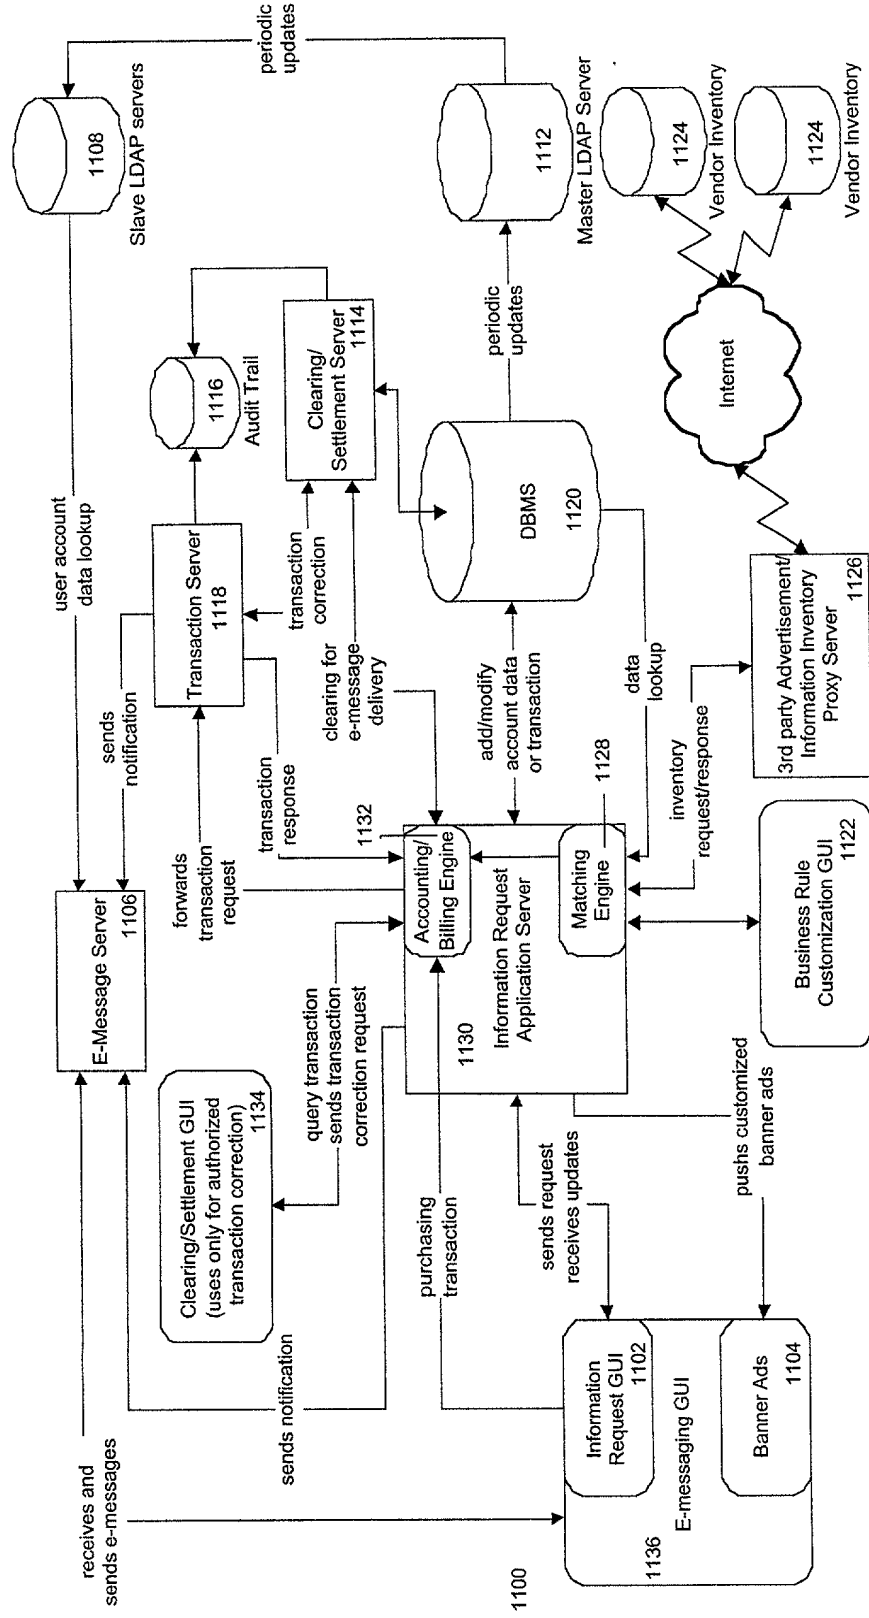 1100
receives and
sends e-messages
E-Message Server
1106
user account
data lookup
Slave LDAP servers
1108
periodic
updates
sends notification
Clearing/Settlement GUI
(uses only for authorized
transaction correction)
1134
sends
notification
Transaction Server
1118
Audit Trail
1116
forwards
transaction
request
transaction
response
transaction
correction
Clearing/
Settlement Server
1114
query transaction
sends transaction
correction request
clearing for
e-message
delivery
1132
purchasing
transaction
Accounting/
Billing Engine
1130
Information Request
Application Server
Matching
Engine
1128
add/modify
account data
or transaction
DBMS
1120
periodic
updates
Master LDAP Server
1112
sends request
receives updates
data
lookup
Information
Request GUI
1102
E-messaging GUI
1136
Banner Ads
1104
pushs customized
banner ads
inventory
request/response
Business Rule
Customization GUI
1122
3rd party Advertisement/
Information Inventory
Proxy Server
1126
Internet
1124
Vendor Inventory
1124
Vendor Inventory